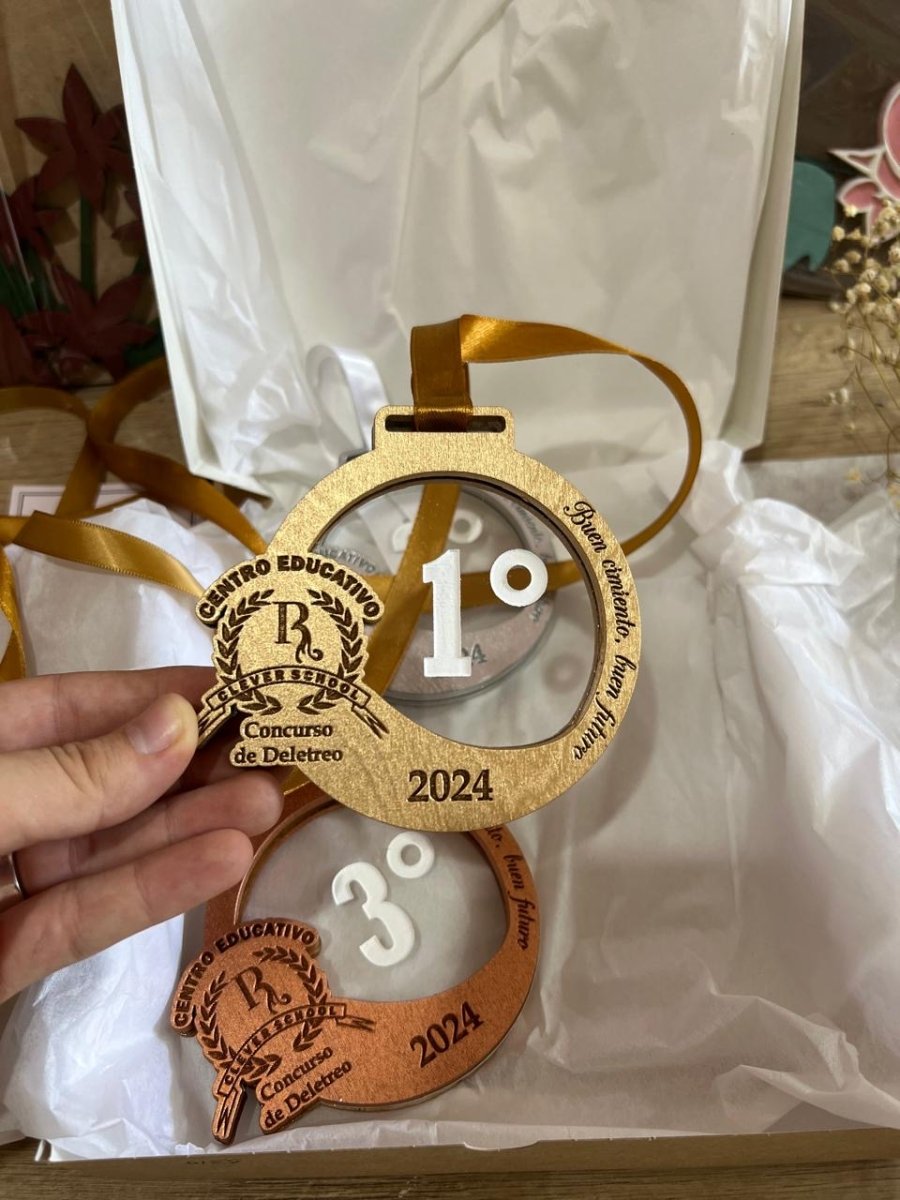 CENTRO EDUCATIVO
R
CLEVER SCHOOL
Concurso
de Deletreo
1°
Buen cimiento, buen futuro
2024
3°
buen futuro
CENTRO EDUCATIVO
R
CLEVER SCHOOL
Concurso
de Deletreo
2024